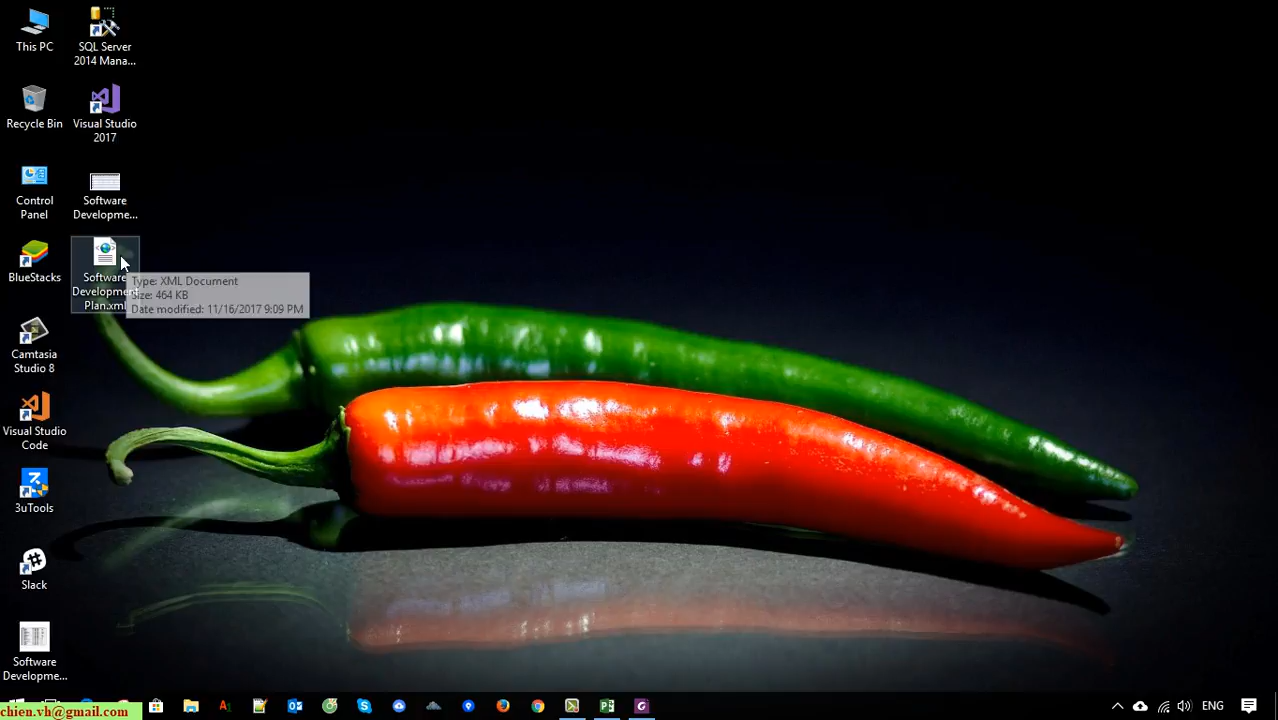 This PC
SQL Server
2014 Mana...
Recycle Bin
Visual Studio
2017
Control
Panel
Software
Developme...
BlueStacks
Software
Development
Plan.xml
Type: XML Document
Size: 464 KB
Date modified: 11/16/2017 9:09 PM
Camtasia
Studio 8
Visual Studio
Code
3uTools
Slack
Software
Developme...
chien.vh@gmail.com
ENG